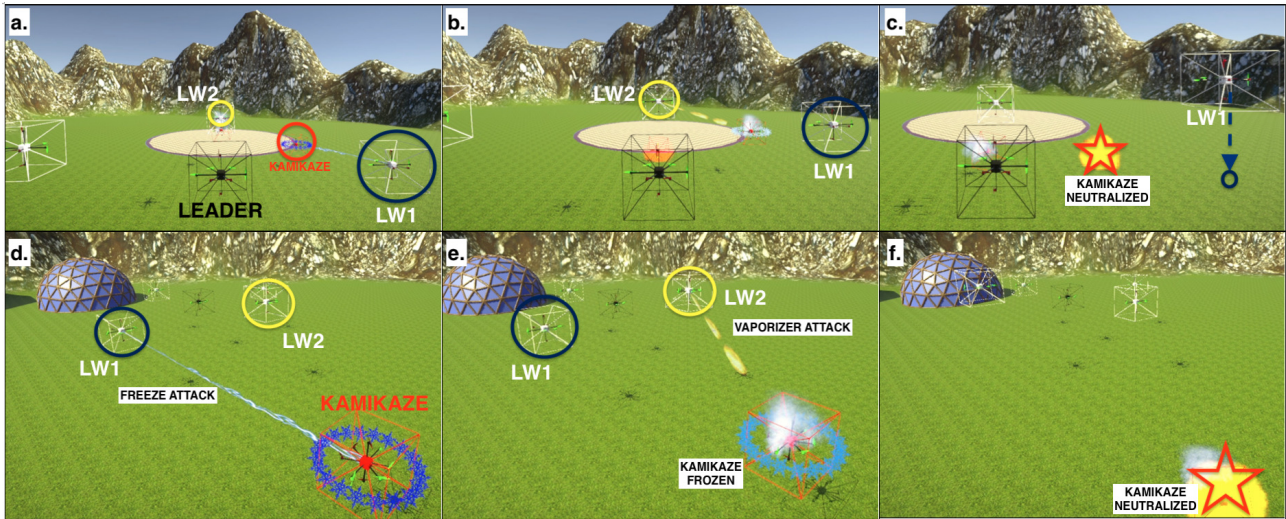 a.
LW2
KAMIKAZE
LEADER
LW1
b.
LW2
LW1
c.
LW1
KAMIKAZE
NEUTRALIZED
d.
LW1
LW2
FREEZE ATTACK
KAMIKAZE
e.
LW2
VAPORIZER ATTACK
LW1
KAMIKAZE
FROZEN
f.
KAMIKAZE
NEUTRALIZED